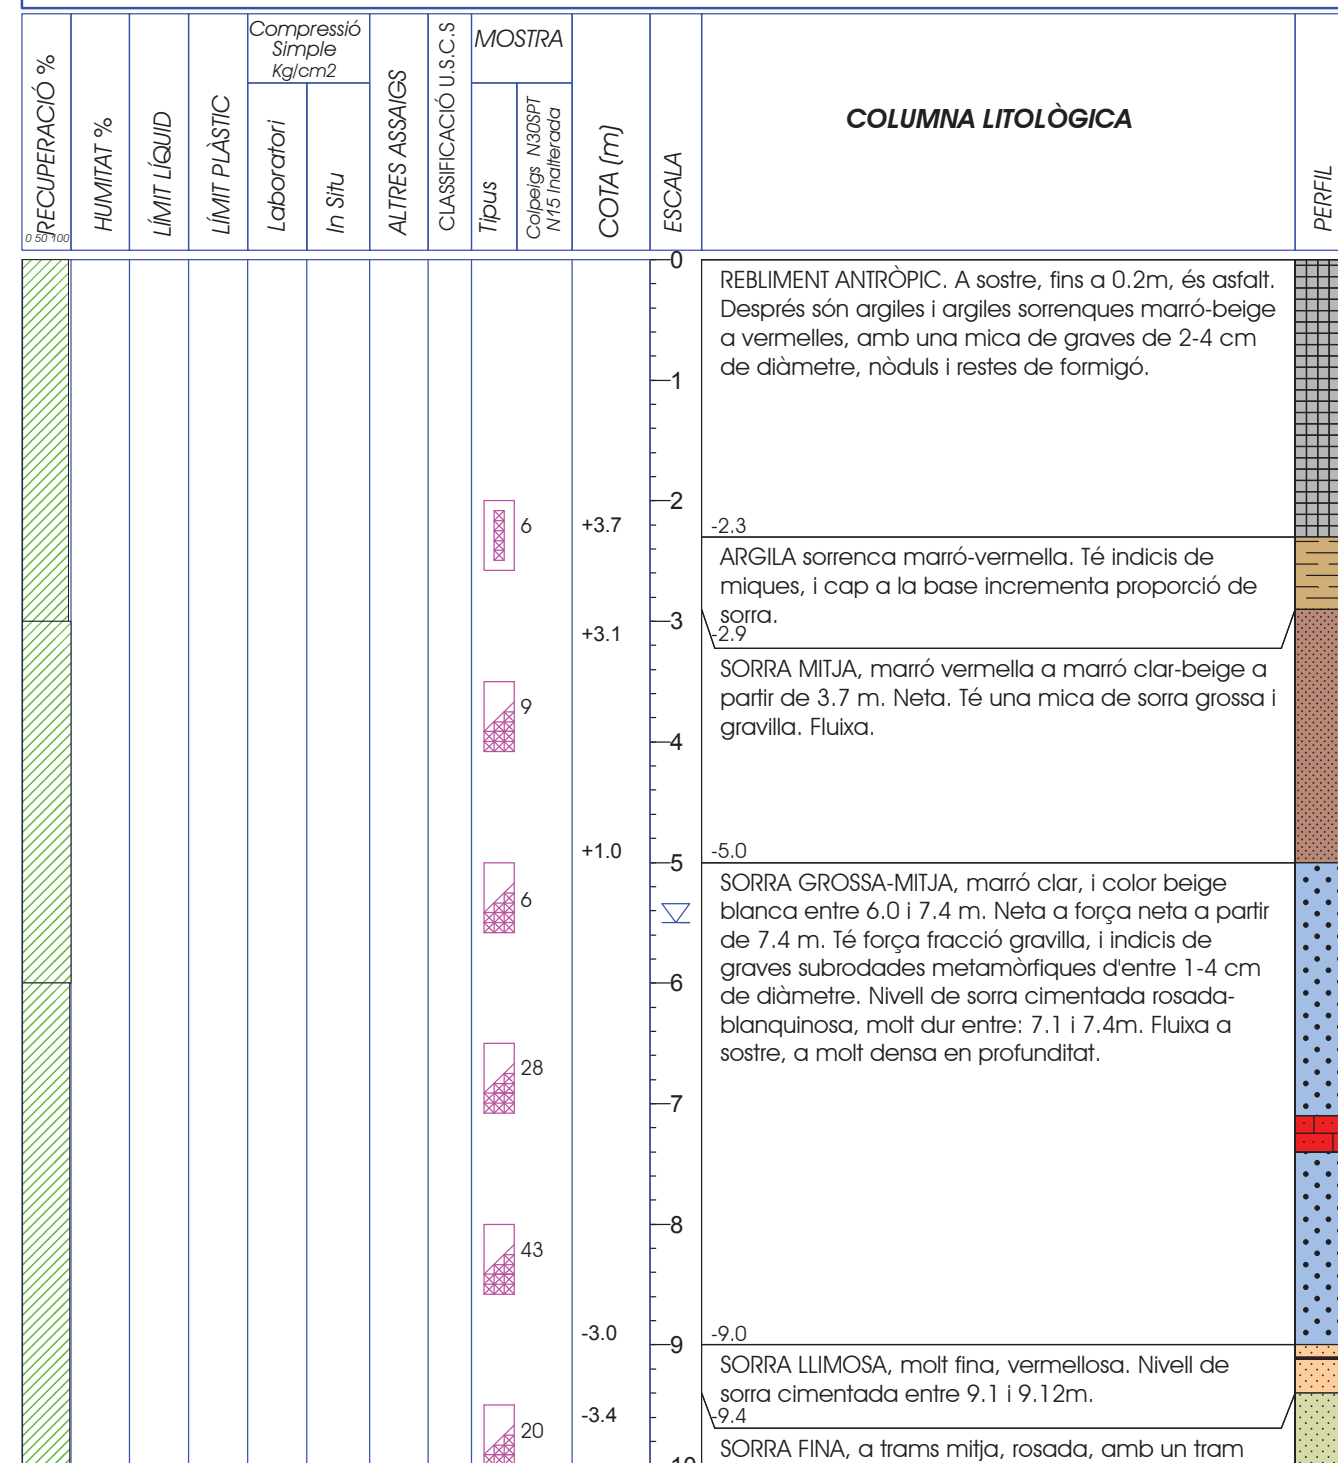 RECUPERACIÓ %
0 50 100
HUMITAT %
LÍMIT LÍQUID
LÍMIT PLÀSTIC
Compressió
Simple
Kg/cm2
Laboratori
In Situ
ALTRES ASSAIGS
CLASSIFICACIÓ U.S.C.S
MOSTRA
Tipus
Colpeigs N30SPT
N15 Inalterada
COTA (m)
ESCALA
COLUMNA LITOLÒGICA
PERFIL
0
REBLIMENT ANTRÒPIC. A sostre, fins a 0.2m, és asfalt.
Després són argiles i argiles sorrenques marró-beige
a vermelles, amb una mica de graves de 2-4 cm
de diàmetre, nòduls i restes de formigó.
1
2
6
+3.7
-2.3
ARGILA sorrenca marró-vermella. Té indicis de
miques, i cap a la base incrementa proporció de
sorra.
3
+3.1
-2.9
SORRA MITJA, marró vermella a marró clar-beige a
partir de 3.7 m. Neta. Té una mica de sorra grossa i
gravilla. Fluixa.
9
4
+1.0
-5.0
5
SORRA GROSSA-MITJA, marró clar, i color beige
blanca entre 6.0 i 7.4 m. Neta a força neta a partir
de 7.4 m. Té força fracció gravilla, i indicis de
graves subrodades metamòrfiques d'entre 1-4 cm
de diàmetre. Nivell de sorra cimentada rosada-
blanquinosa, molt dur entre: 7.1 i 7.4m. Fluixa a
sostre, a molt densa en profunditat.
6
6
28
7
8
43
-3.0
-9.0
9
SORRA LLIMOSA, molt fina, vermellosa. Nivell de
sorra cimentada entre 9.1 i 9.12m.
-3.4
-9.4
20
SORRA FINA, a trams mitja, rosada, amb un tram
10